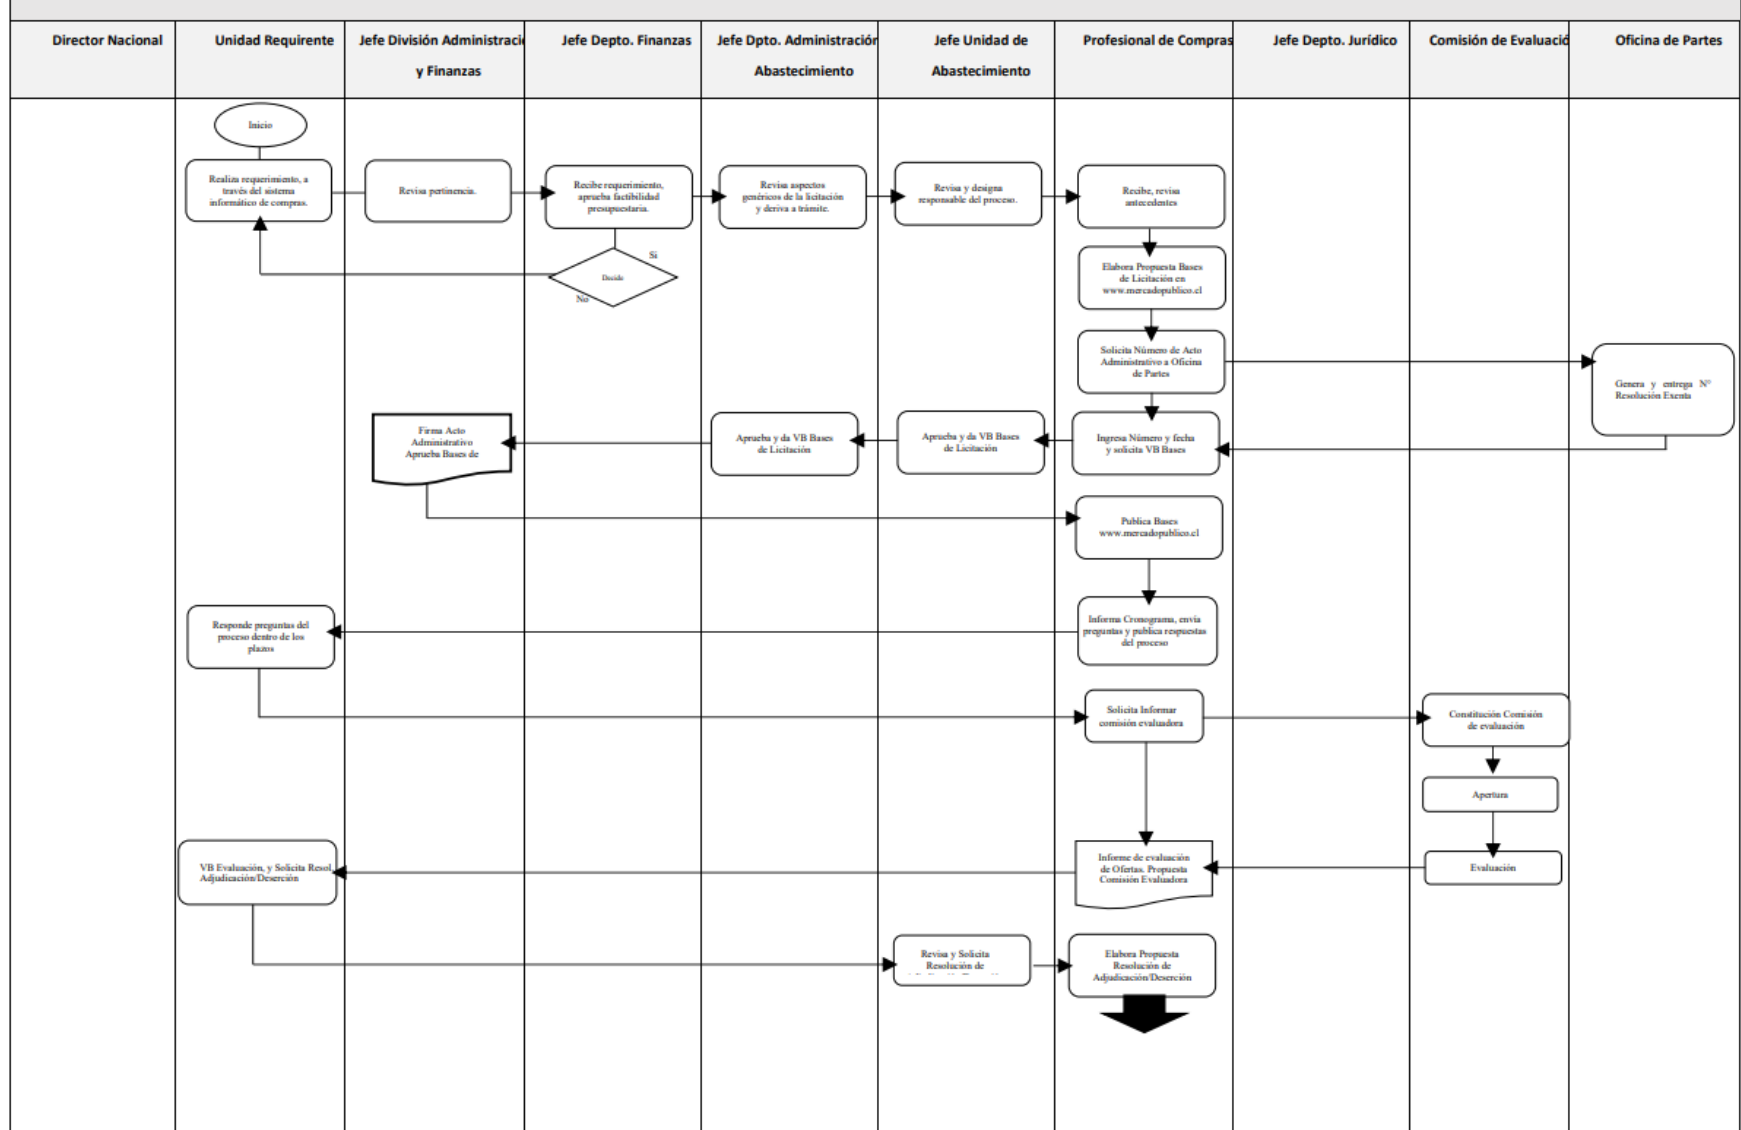 Director Nacional
Unidad Requirente
Jefe División Administraci
y Finanzas
Jefe Depto. Finanzas
Jefe Dpto. Administración
Abastecimiento
Jefe Unidad de
Abastecimiento
Profesional de Compras
Jefe Depto. Jurídico
Comisión de Evaluació
Oficina de Partes
Inicio
Realiza requerimiento, a
través del sistema
informático de compras.
Revisa pertinencia.
Recibe requerimiento,
aprueba factibilidad
presupuestaria.
Revisa aspectos
genéricos de la licitación
y deriva a trámite.
Revisa y designa
responsable del proceso.
Recibe, revisa
antecedentes
Si
Decide
No
Elabora Propuesta Bases
de Licitación en
www.mercadopublico.cl
Solicita Número de Acto
Administrativo a Oficina
de Partes
Genera y entrega N°
Resolución Exenta
Firma Acto
Administrativo
Aprueba Bases de
Aprueba y da VB Bases
de Licitación
Aprueba y da VB Bases
de Licitación
Ingresa Número y fecha
y solicita VB Bases
Publica Bases
www.mercadopublico.cl
Responde preguntas del
proceso dentro de los
plazos
Informa Cronograma, envía
preguntas y publica respuestas
del proceso
Solicita Informar
comisión evaluadora
Constitución Comisión
de evaluación
Apertura
VB Evaluación, y Solicita Resol.
Adjudicación/Deserción
Informe de evaluación
de Ofertas. Propuesta
Comisión Evaluadora
Evaluación
Revisa y Solicita
Resolución de
Elabora Propuesta
Resolución de
Adjudicación/Deserción